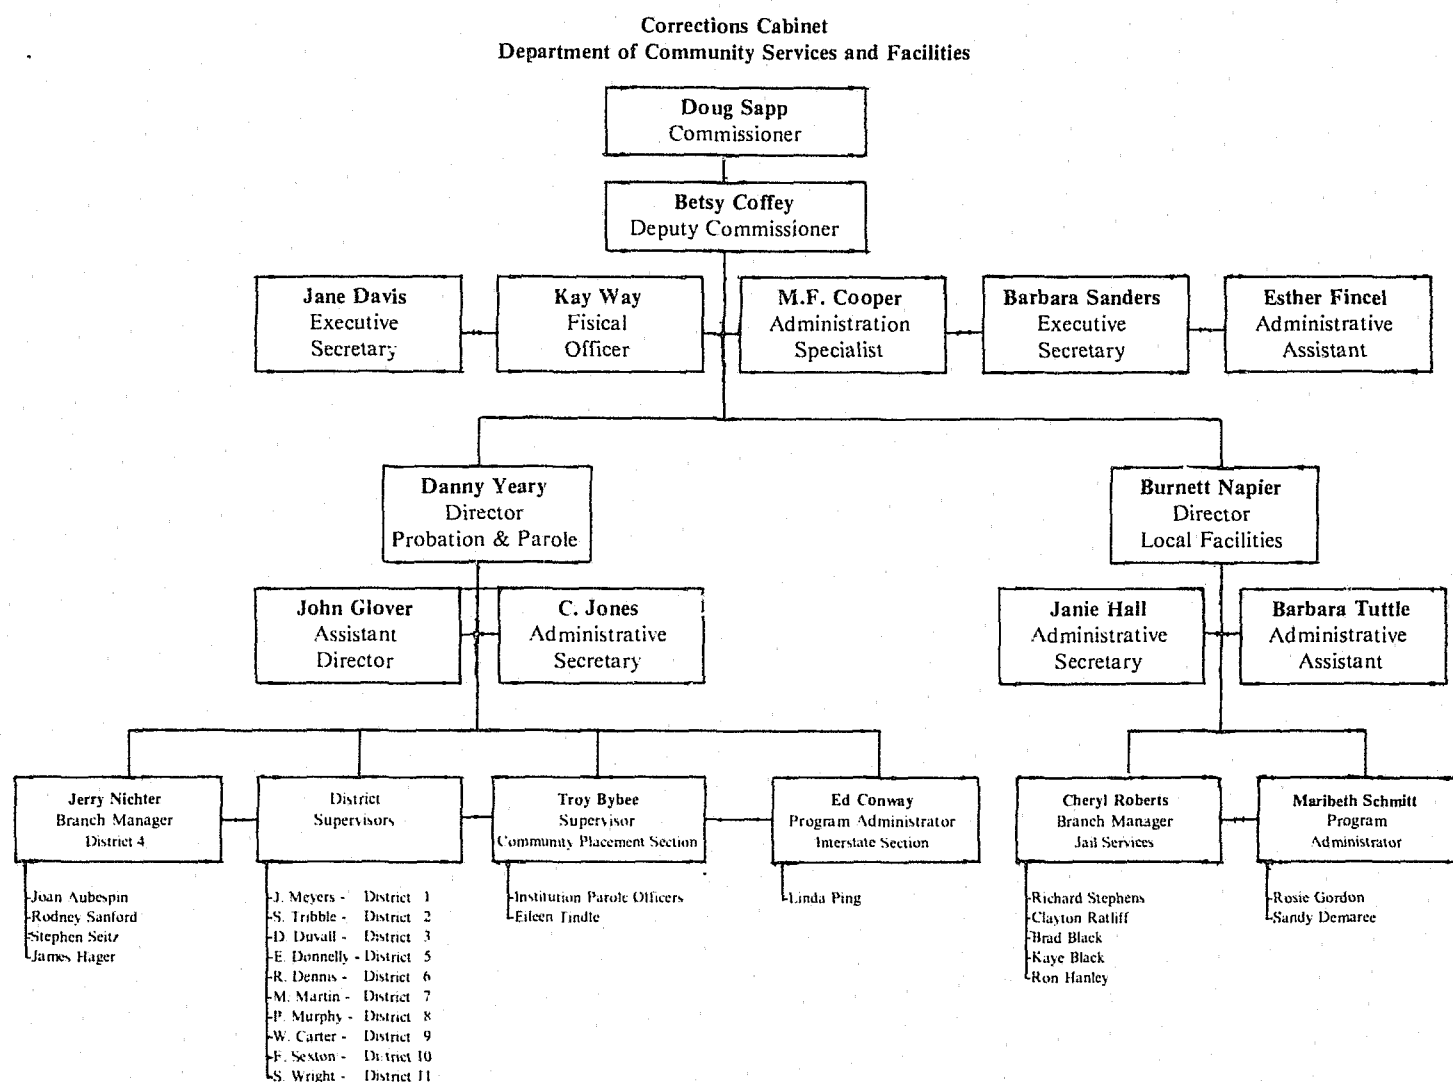 Corrections Cabinet
Department of Community Services and Facilities
Doug Sapp
Commissioner
Betsy Coffey
Deputy Commissioner
Jane Davis
Executive
Secretary
Kay Way
Fisical
Officer
M.F. Cooper
Administration
Specialist
Barbara Sanders
Executive
Secretary
Esther Fincel
Administrative
Assistant
Danny Yeary
Director
Probation & Parole
Burnett Napier
Director
Local Facilities
John Glover
Assistant
Director
C. Jones
Administrative
Secretary
Janie Hall
Administrative
Secretary
Barbara Tuttle
Administrative
Assistant
Jerry Nichter
Branch Manager
District 4
Joan Aubespin
Rodney Sanford
Stephen Seitz
James Hager
District
Supervisors
J. Meyers - District 1
S. Tribble - District 2
D. Duvall - District 3
E. Donnelly - District 5
R. Dennis - District 6
M. Martin - District 7
P. Murphy - District 8
W. Carter - District 9
F. Sexton - District 10
S. Wright - District 11
Troy Bybee
Supervisor
Community Placement Section
Institution Parole Officers
Eileen Tindle
Ed Conway
Program Administrator
Interstate Section
Linda Ping
Cheryl Roberts
Branch Manager
Jail Services
Richard Stephens
Clayton Ratliff
Brad Black
Kaye Black
Ron Hanley
Maribeth Schmitt
Program
Administrator
Rosie Gordon
Sandy Demaree